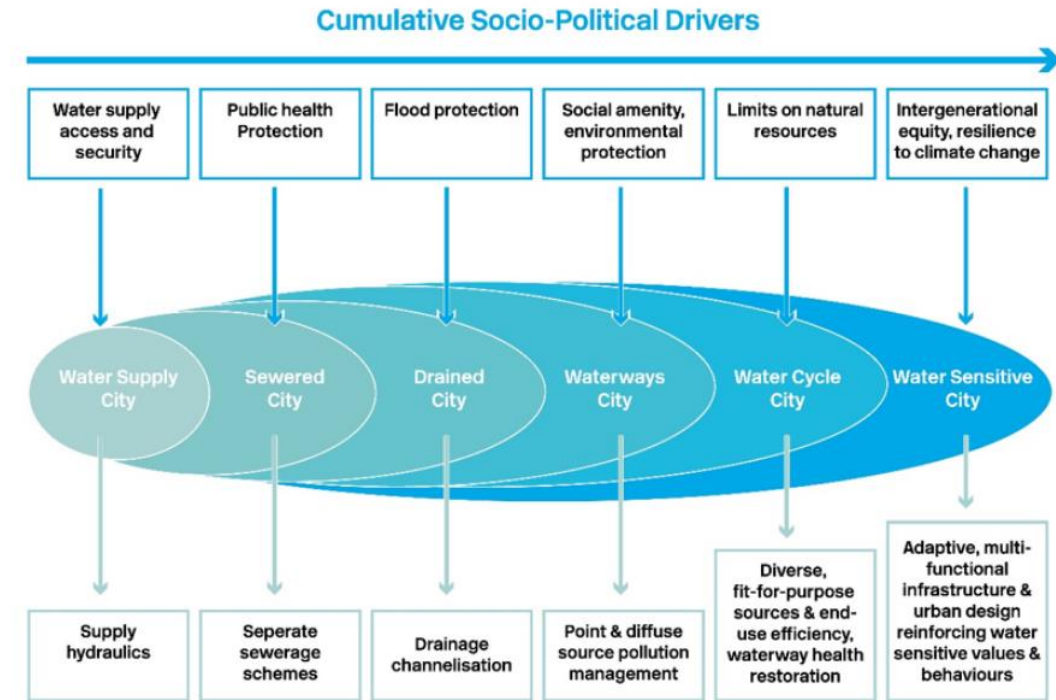 Cumulative Socio-Political Drivers
Water supply
access and
security
Public health
Protection
Flood protection
Social amenity,
environmental
protection
Limits on natural
resources
Intergenerational
equity, resilience
to climate change
Water Supply
City
Sewered
City
Drained
City
Waterways
City
Water Cycle
City
Water Sensitive
City
Supply
hydraulics
Seperate
sewerage
schemes
Drainage
channelisation
Point & diffuse
source pollution
management
Diverse,
fit-for-purpose
sources & end-
use efficiency,
waterway health
restoration
Adaptive, multi-
functional
infrastructure &
urban design
reinforcing water
sensitive values &
behaviours